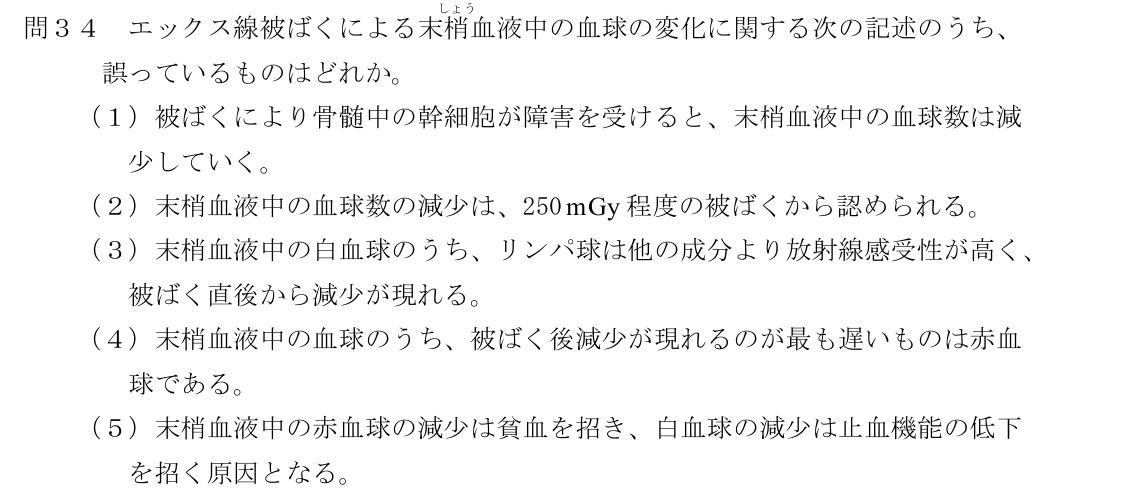 しょう
問３４　エックス線被ばくによる末梢血液中の血球の変化に関する次の記述のうち、
誤っているものはどれか。
（１）被ばくにより骨髄中の幹細胞が障害を受けると、末梢血液中の血球数は減
少していく。
（２）末梢血液中の血球数の減少は、250 mGy 程度の被ばくから認められる。
（３）末梢血液中の白血球のうち、リンパ球は他の成分より放射線感受性が高く、
被ばく直後から減少が現れる。
（４）末梢血液中の血球のうち、被ばく後減少が現れるのが最も遅いものは赤血
球である。
（５）末梢血液中の赤血球の減少は貧血を招き、白血球の減少は止血機能の低下
を招く原因となる。